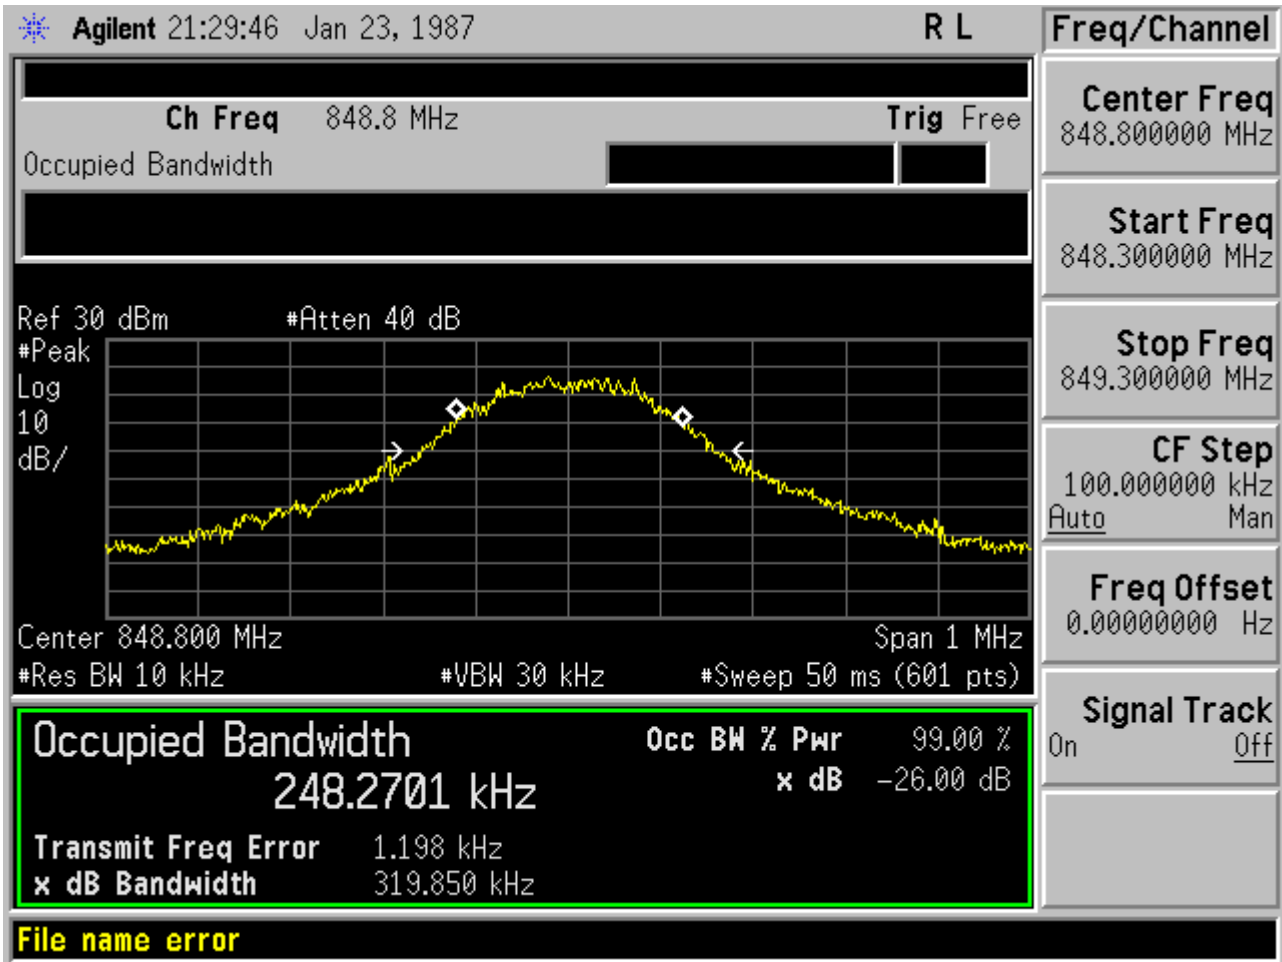 Agilent 21:29:46 Jan 23, 1987 R L
Freq/Channel
Ch Freq 848.8 MHz Trig Free
Occupied Bandwidth
Center Freq
848.800000 MHz
Start Freq
848.300000 MHz
Stop Freq
849.300000 MHz
CF Step
100.000000 kHz
Auto Man
Freq Offset
0.00000000 Hz
Signal Track
On Off
Ref 30 dBm #Atten 40 dB
#Peak
Log
10
dB/
Center 848.800 MHz Span 1 MHz
#Res BW 10 kHz #VBW 30 kHz #Sweep 50 ms (601 pts)
Occupied Bandwidth Occ BW % Pwr 99.00 %
248.2701 kHz x dB -26.00 dB
Transmit Freq Error 1.198 kHz
x dB Bandwidth 319.850 kHz
File name error